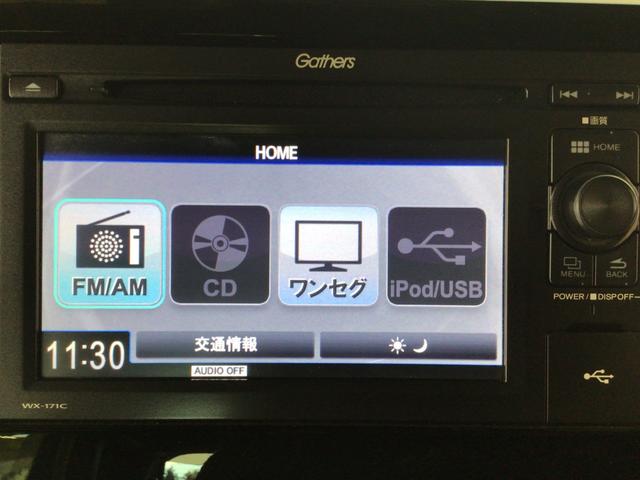 Gathers
■画質
HOME
HOME
FM/AM
CD
ワンセグ
iPod/USB
MENU
BACK
POWER/■DISPOFF
11:30
交通情報
AUDIO OFF
WX-171C